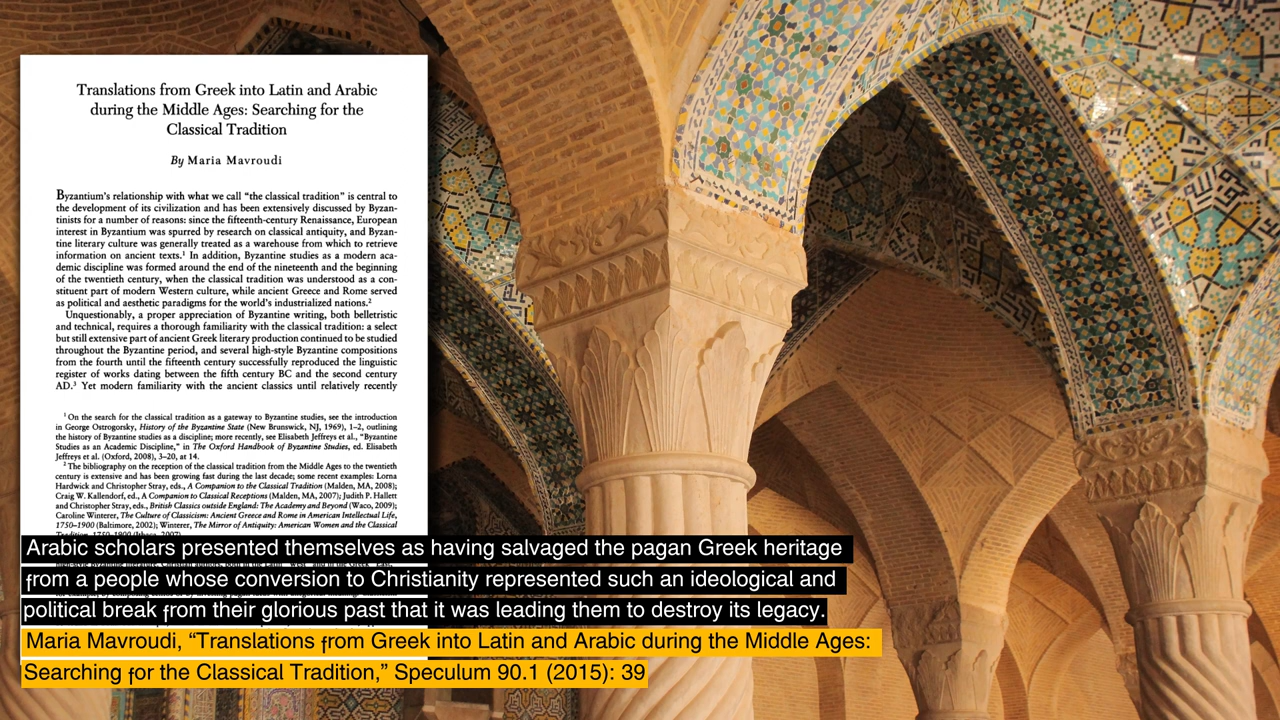 Translations from Greek into Latin and Arabic
during the Middle Ages: Searching for the
Classical Tradition
By Maria Mavroudi
Byzantium's relationship with what we call "the classical tradition" is central to
the development of its civilization and has been extensively discussed by Byzan-
tinists for a number of reasons: since the fifteenth-century Renaissance, European
interest in Byzantium was spurred by research on classical antiquity, and Byzan-
tine literary culture was generally treated as a warehouse from which to retrieve
information on ancient texts.¹ In addition, Byzantine studies as a modern aca-
demic discipline was formed around the end of the nineteenth and the beginning
of the twentieth century, when the classical tradition was understood as a con-
stituent part of modern Western culture, while ancient Greece and Rome served
as political and aesthetic paradigms for the world's industrialized nations.²
Unquestionably, a proper appreciation of Byzantine writing, both belletristic
and technical, requires a thorough familiarity with the classical tradition: a select
but still extensive part of ancient Greek literary production continued to be studied
throughout the Byzantine period, and several high-style Byzantine compositions
from the fourth until the fifteenth century successfully reproduced the linguistic
register of works dating between the fifth century BC and the second century
AD.³ Yet modern familiarity with the ancient classics until relatively recently
¹ On the search for the classical tradition as a gateway to Byzantine studies, see the introduction
in George Ostrogorsky, History of the Byzantine State (New Brunswick, NJ, 1969), 1–2, outlining
the history of Byzantine studies as a discipline; more recently, see Elisabeth Jeffreys et al., "Byzantine
Studies as an Academic Discipline," in The Oxford Handbook of Byzantine Studies, ed. Elisabeth
Jeffreys et al. (Oxford, 2008), 3–20, at 14.
² The bibliography on the reception of the classical tradition from the Middle Ages to the twentieth
century is extensive and has been growing fast during the last decade; some recent examples: Lorna
Hardwick and Christopher Stray, eds., A Companion to the Classical Tradition (Malden, MA, 2008);
Craig W. Kallendorf, ed., A Companion to Classical Receptions (Malden, MA, 2007); Judith P. Hallett
and Christopher Stray, eds., British Classics outside England: The Academy and Beyond (Waco, 2009);
Caroline Winterer, The Culture of Classicism: Ancient Greece and Rome in American Intellectual Life,
1750–1900 (Baltimore, 2002); Winterer, The Mirror of Antiquity: American Women and the Classical
Arabic scholars presented themselves as having salvaged the pagan Greek heritage
from a people whose conversion to Christianity represented such an ideological and
political break from their glorious past that it was leading them to destroy its legacy.
Maria Mavroudi, “Translations from Greek into Latin and Arabic during the Middle Ages:
Searching for the Classical Tradition,” Speculum 90.1 (2015): 39